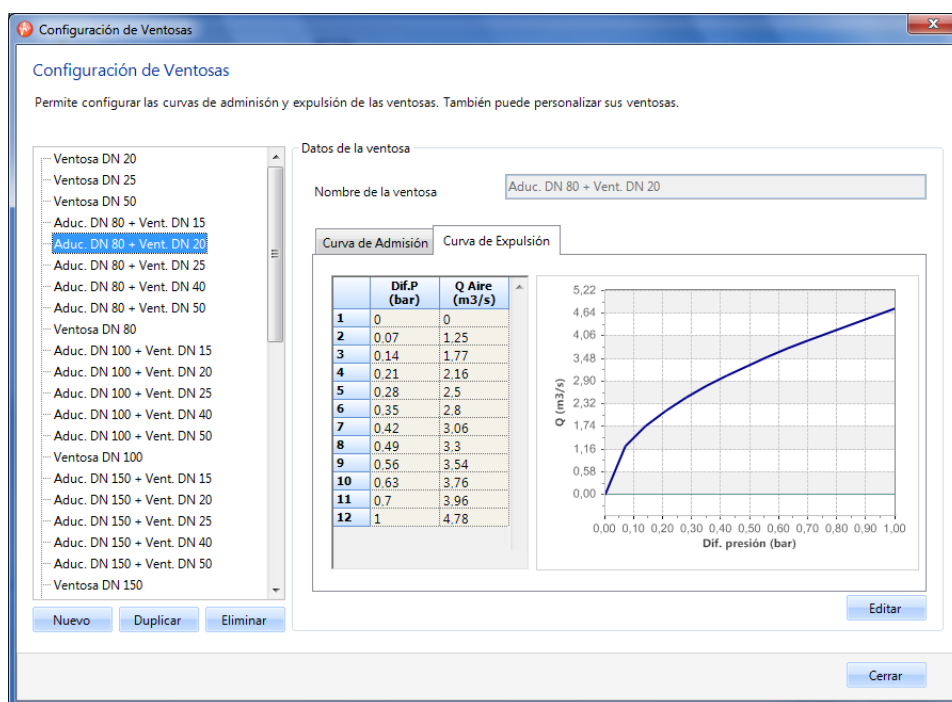 Configuración de Ventosas
Configuración de Ventosas
Permite configurar las curvas de adminisón y expulsión de las ventosas. También puede personalizar sus ventosas.
Ventosa DN 20
Ventosa DN 25
Ventosa DN 50
Aduc. DN 80 + Vent. DN 15
Aduc. DN 80 + Vent. DN 20
Aduc. DN 80 + Vent. DN 25
Aduc. DN 80 + Vent. DN 40
Aduc. DN 80 + Vent. DN 50
Ventosa DN 80
Aduc. DN 100 + Vent. DN 15
Aduc. DN 100 + Vent. DN 20
Aduc. DN 100 + Vent. DN 25
Aduc. DN 100 + Vent. DN 40
Aduc. DN 100 + Vent. DN 50
Ventosa DN 100
Aduc. DN 150 + Vent. DN 15
Aduc. DN 150 + Vent. DN 20
Aduc. DN 150 + Vent. DN 25
Aduc. DN 150 + Vent. DN 40
Aduc. DN 150 + Vent. DN 50
Ventosa DN 150
Nuevo Duplicar Eliminar
Datos de la ventosa
Nombre de la ventosa Aduc. DN 80 + Vent. DN 20
Curva de Admisión Curva de Expulsión
Dif.P (bar) Q Aire (m3/s)
1 0 0
2 0,07 1,25
3 0,14 1,77
4 0,21 2,16
5 0,28 2,5
6 0,35 2,8
7 0,42 3,06
8 0,49 3,3
9 0,56 3,54
10 0,63 3,76
11 0,7 3,96
12 1 4,78
Q (m3/s)
5,22
4,64
4,06
3,48
2,90
2,32
1,74
1,16
0,58
0,00
0,00 0,10 0,20 0,30 0,40 0,50 0,60 0,70 0,80 0,90 1,00
Dif. presión (bar)
Editar
Cerrar